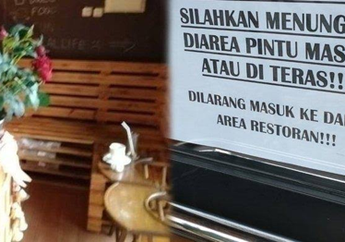 SILAHKAN MENUNG
DIAREA PINTU MAS
ATAU DI TERAS!!
DILARANG MASUK KE DA
AREA RESTORAN!!!